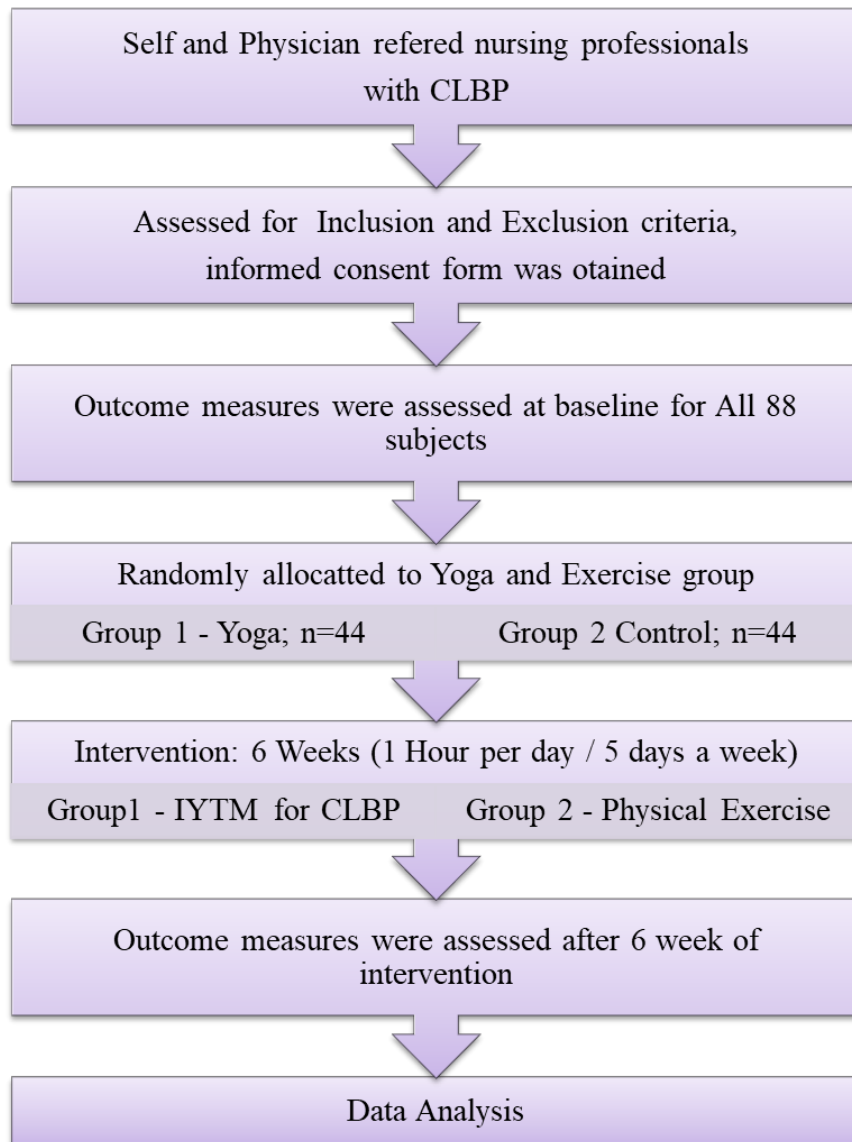 Self and Physician refered nursing professionals
with CLBP
Assessed for Inclusion and Exclusion criteria,
informed consent form was otained
Outcome measures were assessed at baseline for All 88
subjects
Randomly allocatted to Yoga and Exercise group
Group 1 - Yoga; n=44
Group 2 Control; n=44
Intervention: 6 Weeks (1 Hour per day / 5 days a week)
Group1 - IYTM for CLBP
Group 2 - Physical Exercise
Outcome measures were assessed after 6 week of
intervention
Data Analysis